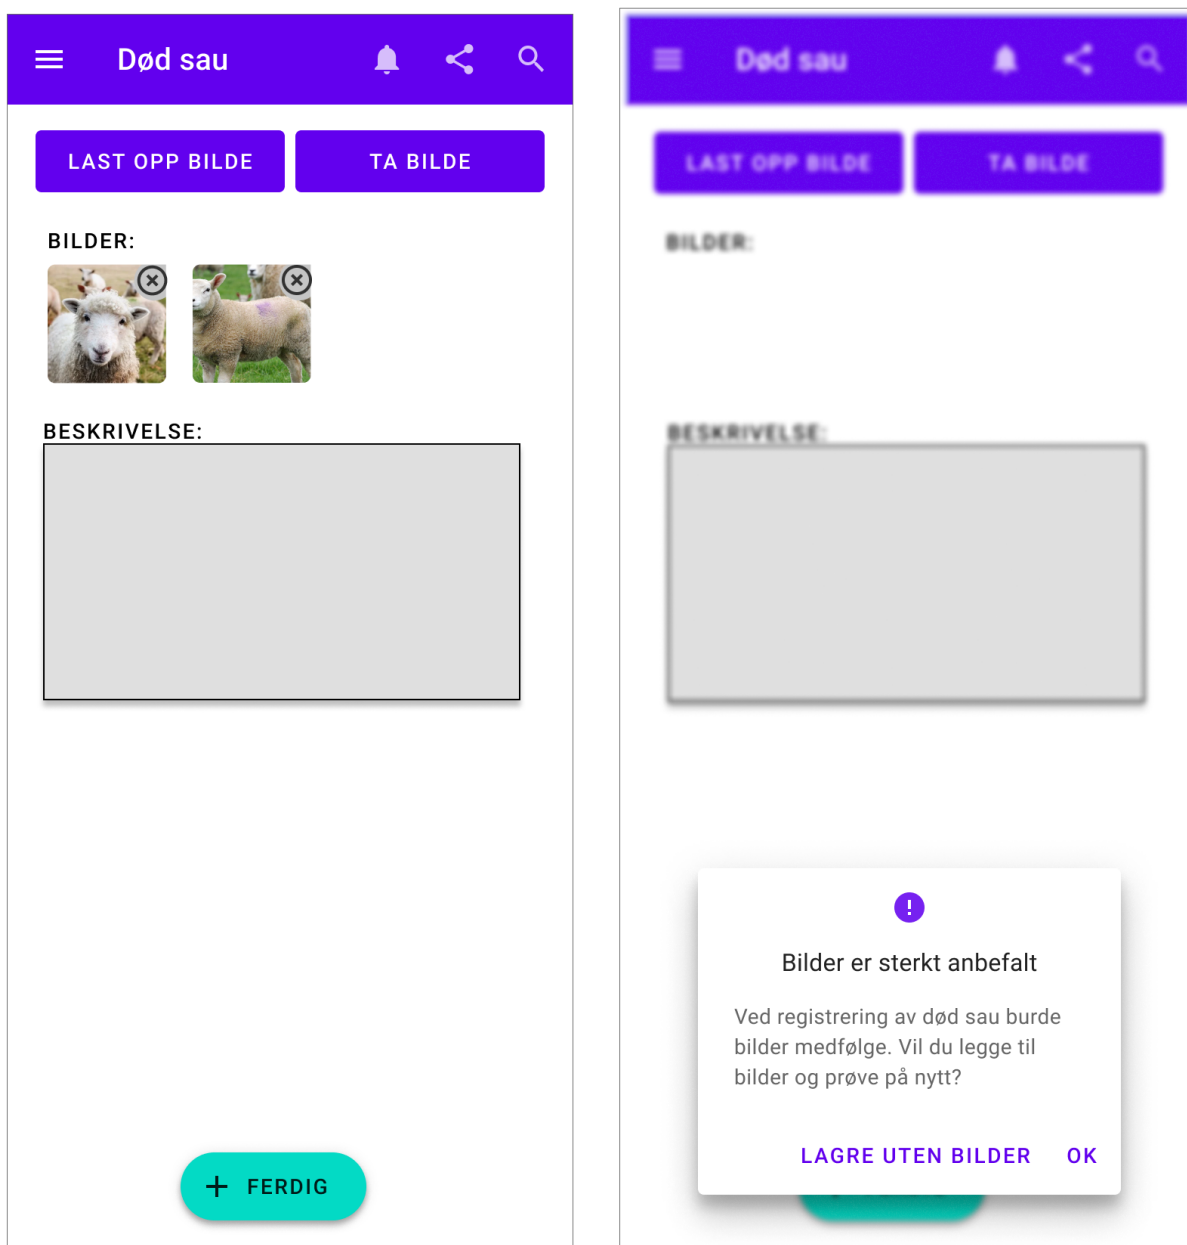 Død sau
LAST OPP BILDE
TA BILDE
BILDER:
BESKRIVELSE:
FERDIG
Død sau
LAST OPP BILDE
TA BILDE
BILDER:
BESKRIVELSE:
Bilder er sterkt anbefalt
Ved registrering av død sau burde
bilder medfølge. Vil du legge til
bilder og prøve på nytt?
LAGRE UTEN BILDER
OK